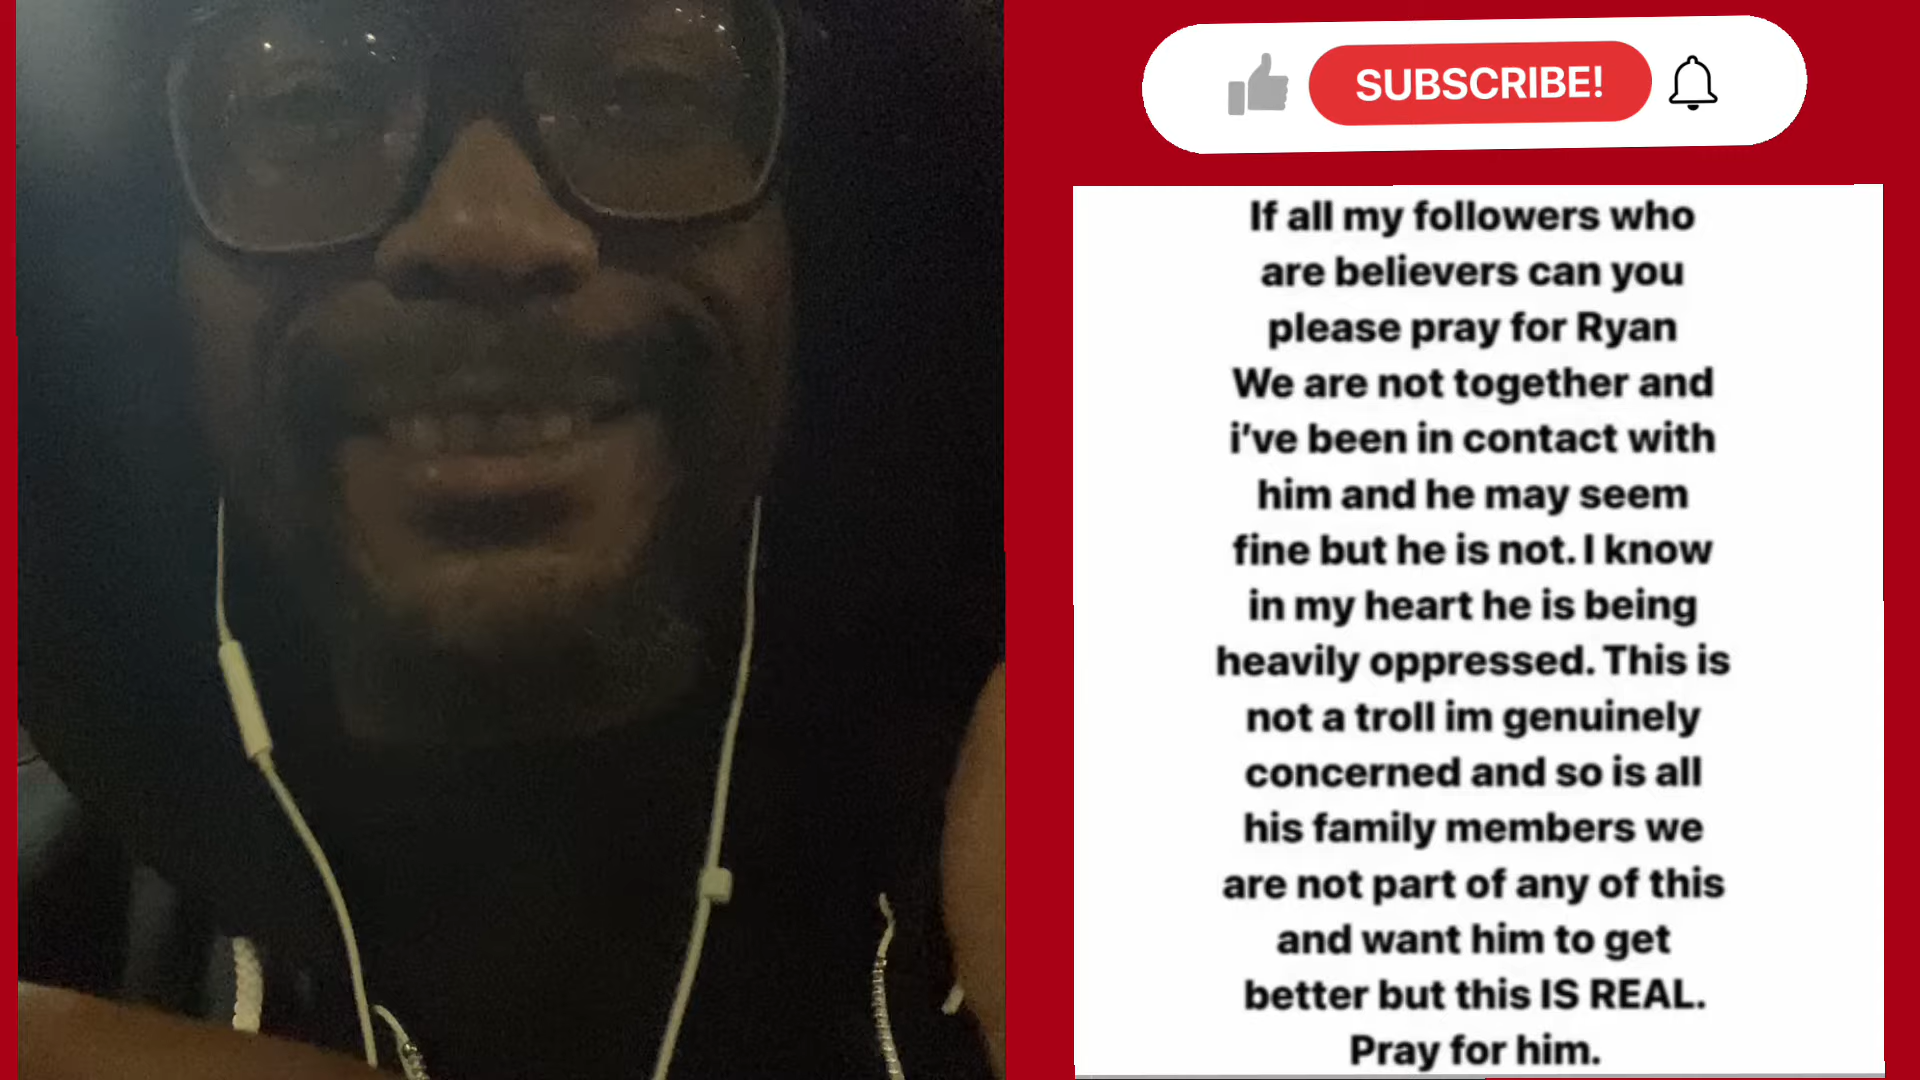 SUBSCRIBE!
If all my followers who
are believers can you
please pray for Ryan
We are not together and
i've been in contact with
him and he may seem
fine but he is not. I know
in my heart he is being
heavily oppressed. This is
not a troll im genuinely
concerned and so is all
his family members we
are not part of any of this
and want him to get
better but this IS REAL.
Pray for him.